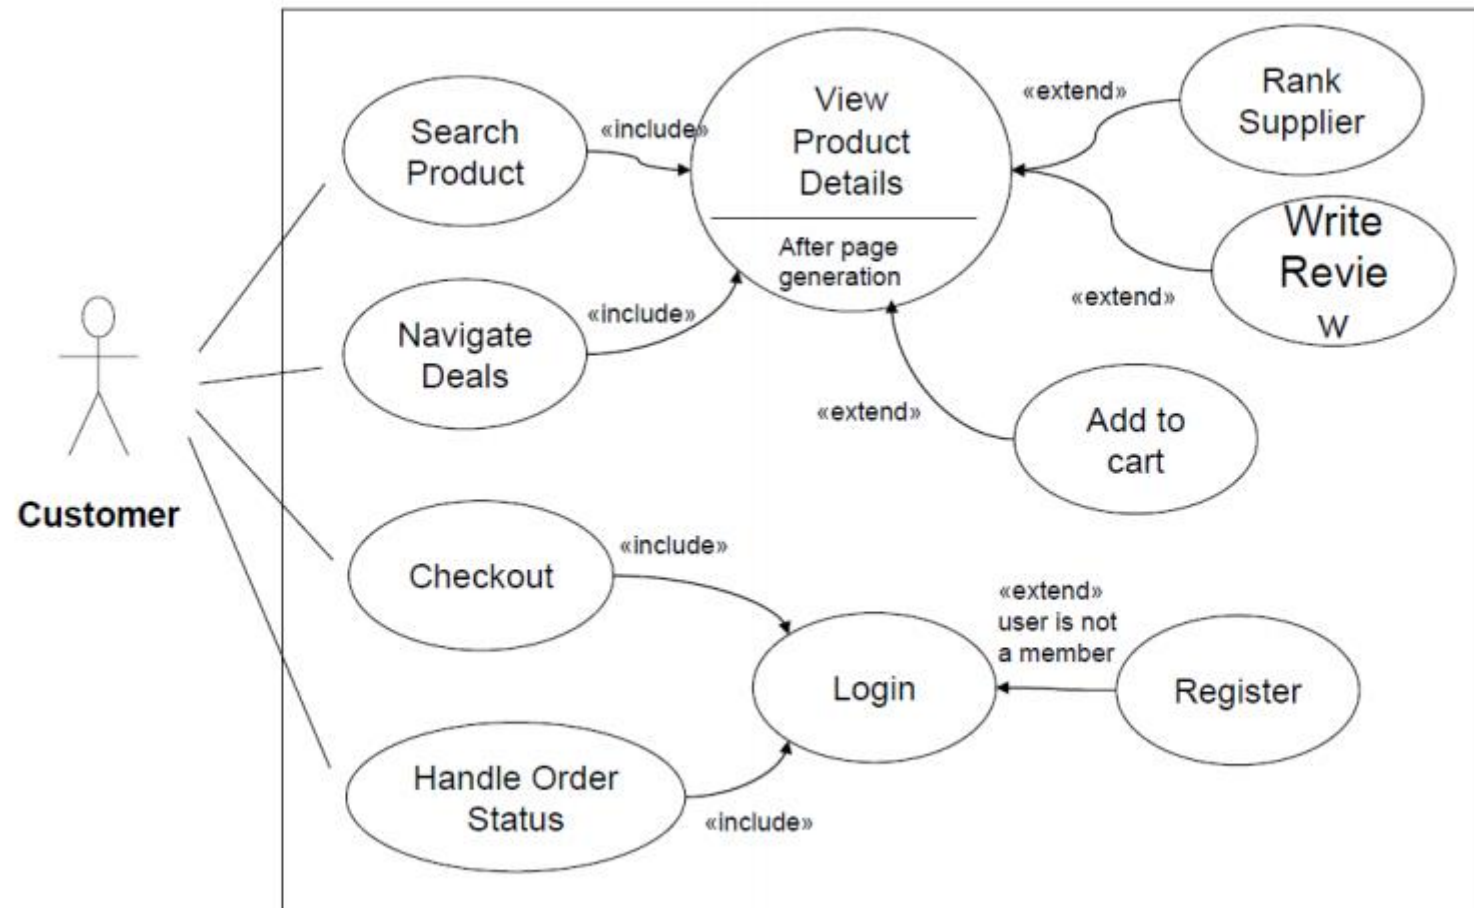 Search
Product
«include»
View
Product
Details
After page
generation
«extend»
Rank
Supplier
Write
Revie
w
«extend»
Navigate
Deals
«include»
«extend»
Add to
cart
Customer
Checkout
«include»
Login
«extend»
user is not
a member
Register
Handle Order
Status
«include»